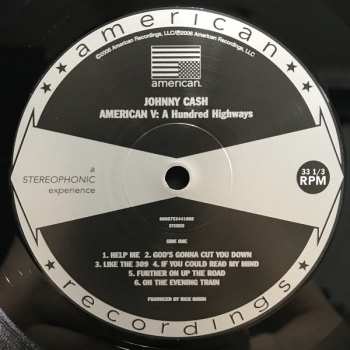 american
℗2006 American Recordings, LLC/©2006 American Recordings, LLC
american.
JOHNNY CASH
AMERICAN V: A Hundred Highways
a
STEREOPHONIC
experience
33 1/3
RPM
STEREO
SIDE ONE
1. HELP ME 2. GOD'S GONNA CUT YOU DOWN
3. LIKE THE 309 4. IF YOU COULD READ MY MIND
5. FURTHER ON UP THE ROAD
6. ON THE EVENING TRAIN
PRODUCED BY RICK RUBIN
recordings